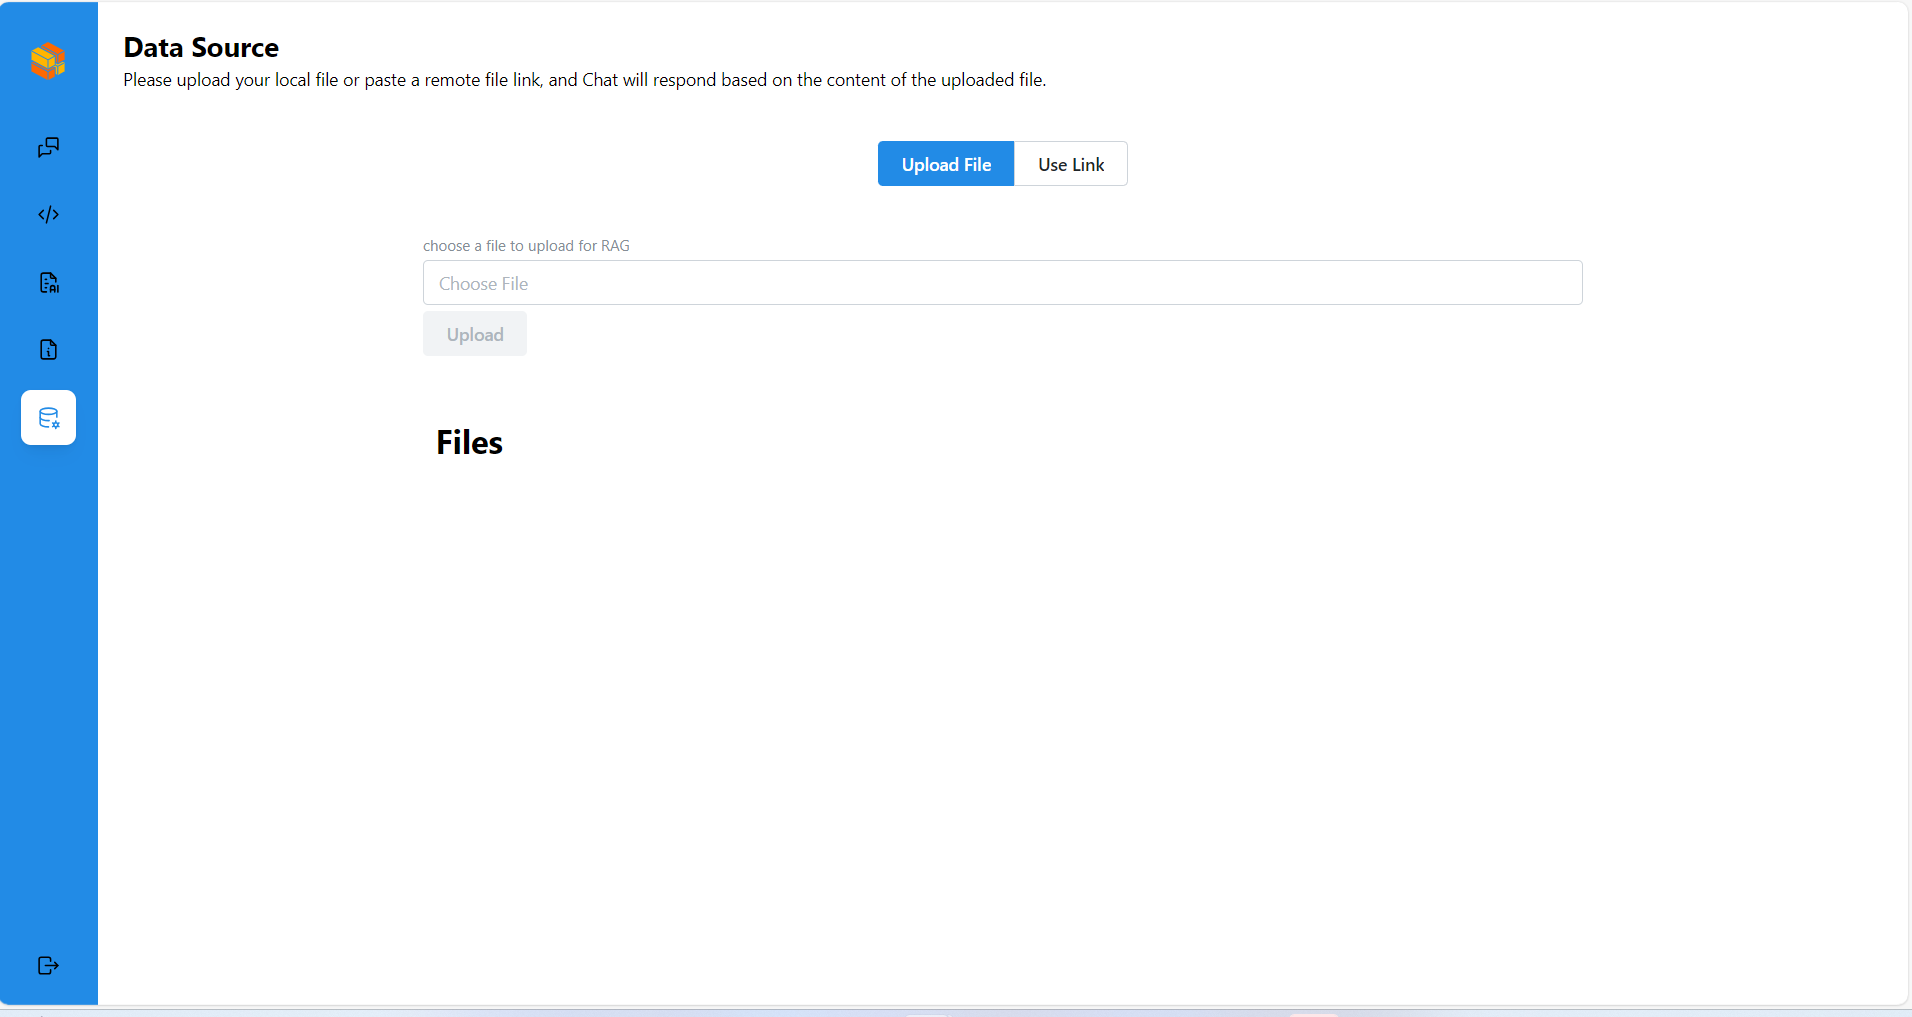 Data Source
Please upload your local file or paste a remote file link, and Chat will respond based on the content of the uploaded file.
Upload File
Use Link
choose a file to upload for RAG
Choose File
Upload
Files
AI